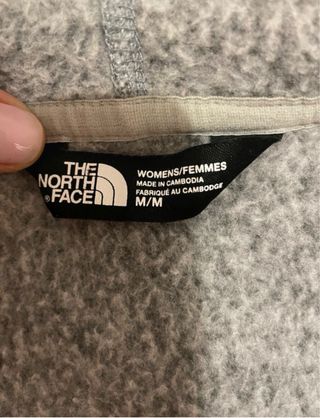 THE
NORTH
FACE
WOMENS/FEMMES
MADE IN CAMBODIA
FABRIQUÉ AU CAMBODGE
M/M